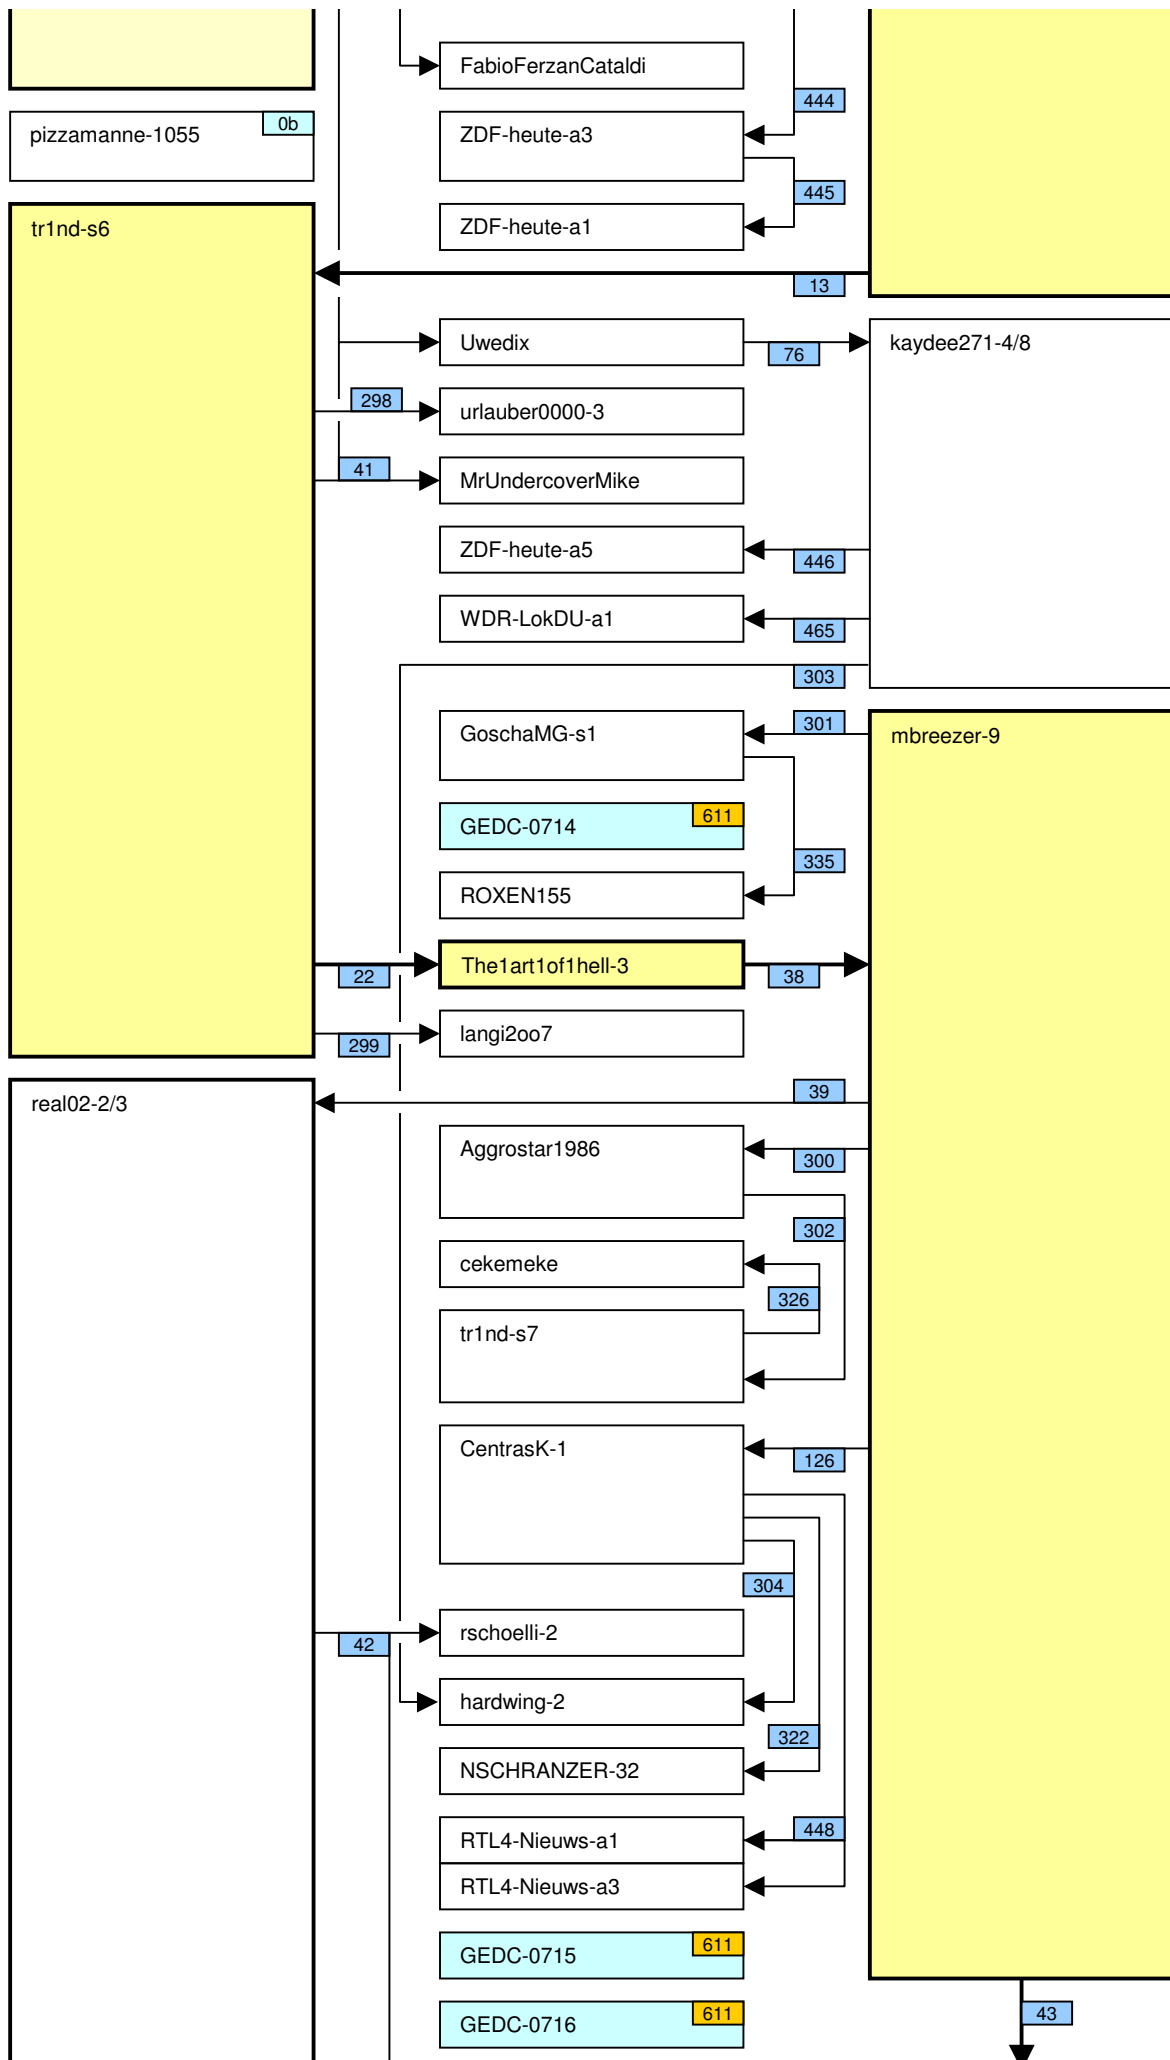 FabioFerzanCataldi
444
pizzamanne-1055
0b
ZDF-heute-a3
445
tr1nd-s6
ZDF-heute-a1
13
Uwedix
76
kaydee271-4/8
298
urlauber0000-3
41
MrUndercoverMike
ZDF-heute-a5
446
WDR-LokDU-a1
465
303
GoschaMG-s1
301
mbreezer-9
GEDC-0714
611
335
ROXEN155
22
The1art1of1hell-3
38
299
langi2oo7
real02-2/3
39
Aggrostar1986
300
302
cekemeke
326
tr1nd-s7
CentrasK-1
126
304
42
rschoelli-2
hardwing-2
322
NSCHRANZER-32
RTL4-Nieuws-a1
448
RTL4-Nieuws-a3
GEDC-0715
611
GEDC-0716
611
43